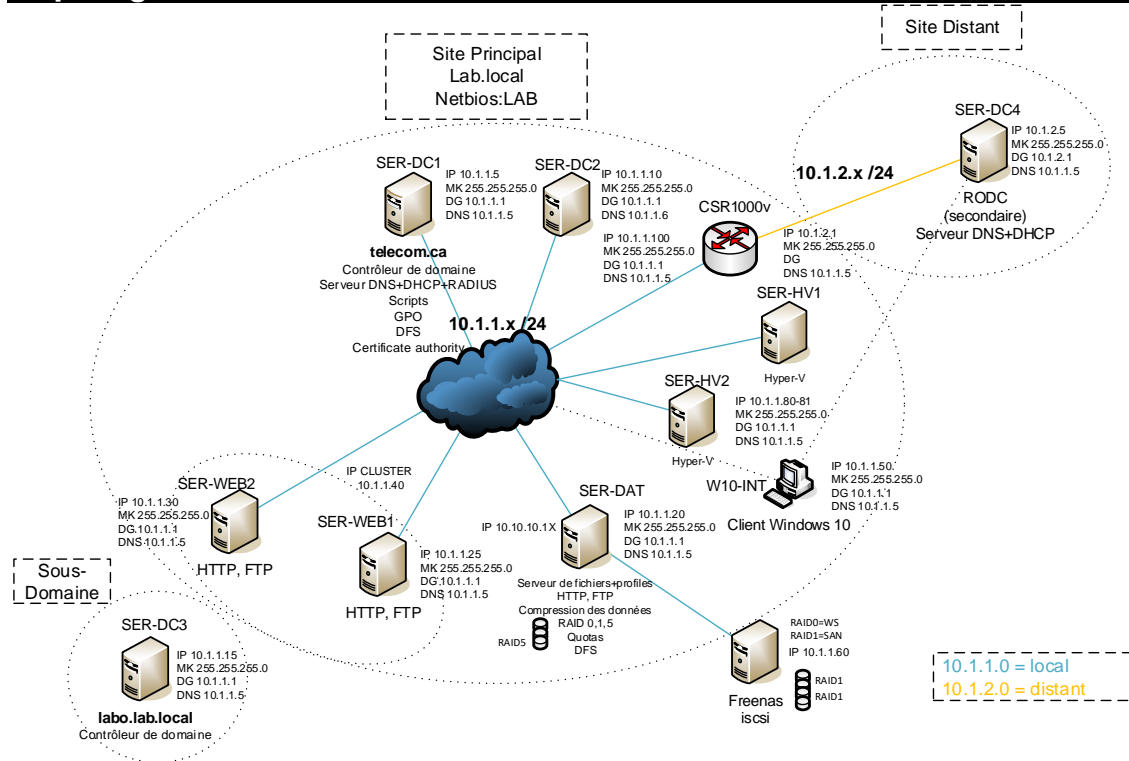 Site Distant
Site Principal
Lab.local
Netbios:LAB
SER-DC4
IP 10.1.2.5
MK 255.255.255.0
DG 10.1.2.1
DNS 10.1.1.5
RODC
(secondaire)
Serveur DNS+DHCP
10.1.2.x /24
SER-DC1
IP 10.1.1.5
MK 255.255.255.0
DG 10.1.1.1
DNS 10.1.1.5
telecom.ca
Contrôleur de domaine
Serveur DNS+DHCP+RADIUS
Scripts
GPO
DFS
Certificate authority
SER-DC2
IP 10.1.1.10
MK 255.255.255.0
DG 10.1.1.1
DNS 10.1.1.6
CSR1000v
IP 10.1.1.100
MK 255.255.255.0
DG 10.1.1.1
DNS 10.1.1.5
IP 10.1.2.1
MK 255.255.255.0
DG
DNS 10.1.1.5
10.1.1.x /24
SER-HV1
Hyper-V
SER-HV2
IP 10.1.1.80-81
MK 255.255.255.0
DG 10.1.1.1
DNS 10.1.1.5
Hyper-V
W10-INT
IP 10.1.1.50
MK 255.255.255.0
DG 10.1.1.1
DNS 10.1.1.5
Client Windows 10
IP CLUSTER
10.1.1.40
SER-WEB2
IP 10.1.1.30
MK 255.255.255.0
DG 10.1.1.1
DNS 10.1.1.5
HTTP, FTP
SER-WEB1
IP 10.1.1.25
MK 255.255.255.0
DG 10.1.1.1
DNS 10.1.1.5
HTTP, FTP
SER-DAT
IP 10.10.10.1X
IP 10.1.1.20
MK 255.255.255.0
DG 10.1.1.1
DNS 10.1.1.5
Serveur de fichiers+profiles
HTTP, FTP
Compression des données
RAID 0,1,5
Quotas
DFS
RAID5
Sous-
Domaine
SER-DC3
IP 10.1.1.15
MK 255.255.255.0
DG 10.1.1.1
DNS 10.1.1.5
labo.lab.local
Contrôleur de domaine
RAID0=WS
RAID1=SAN
IP 10.1.1.60
RAID1
RAID1
Freenas
iscsi
10.1.1.0 = local
10.1.2.0 = distant